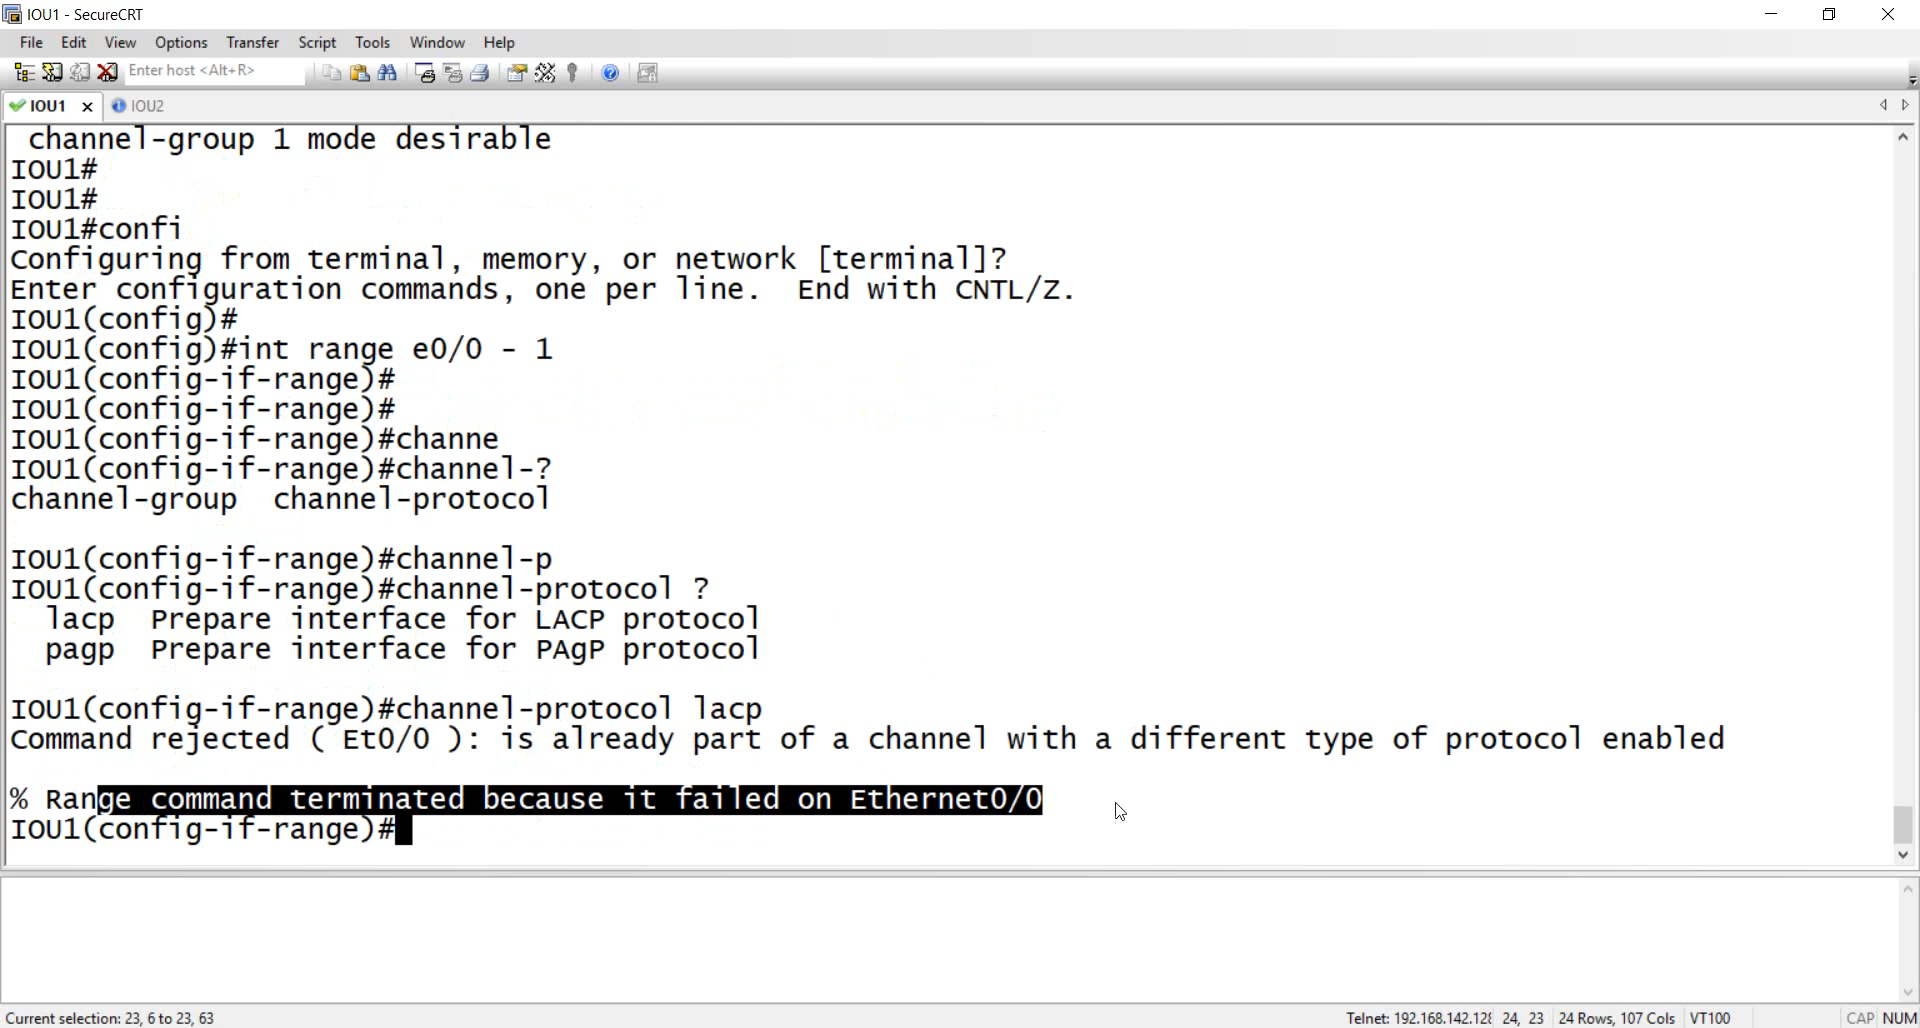 IOU1 - SecureCRT
File Edit View Options Transfer Script Tools Window Help
Enter host <Alt+R>
IOU1 IOU2
channel-group 1 mode desirable
IOU1#
IOU1#
IOU1#confi
Configuring from terminal, memory, or network [terminal]?
Enter configuration commands, one per line.  End with CNTL/Z.
IOU1(config)#
IOU1(config)#int range e0/0 - 1
IOU1(config-if-range)#
IOU1(config-if-range)#
IOU1(config-if-range)#channe
IOU1(config-if-range)#channel-?
channel-group  channel-protocol
IOU1(config-if-range)#channel-p
IOU1(config-if-range)#channel-protocol ?
lacp  Prepare interface for LACP protocol
pagp  Prepare interface for PAgP protocol
IOU1(config-if-range)#channel-protocol lacp
Command rejected ( Et0/0 ): is already part of a channel with a different type of protocol enabled
% Range command terminated because it failed on Ethernet0/0
IOU1(config-if-range)#
Current selection: 23, 6 to 23, 63 Telnet: 192.168.142.128 24, 23 24 Rows, 107 Cols VT100 CAP NUM